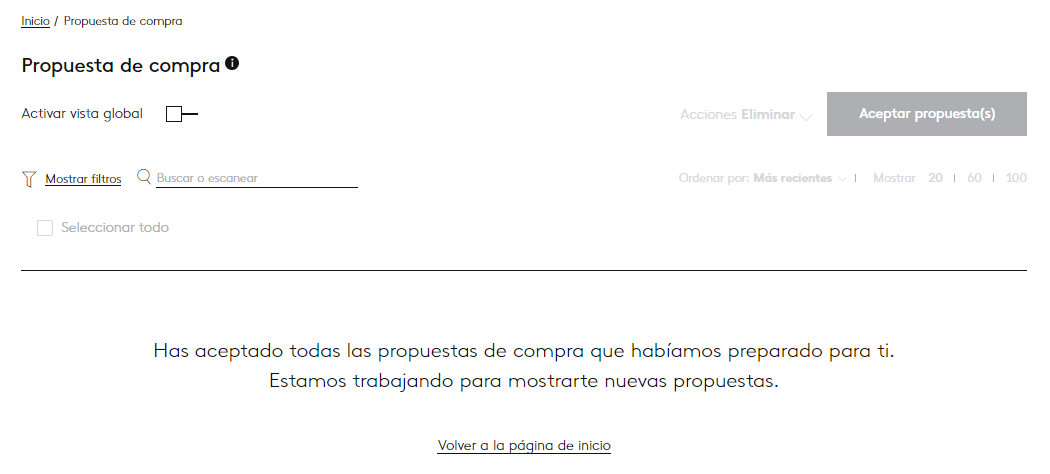 Inicio / Propuesta de compra
Propuesta de compra i
Activar vista global
Acciones Eliminar
Aceptar propuesta(s)
Mostrar filtros
Buscar o escanear
Ordenar por: Más recientes | Mostrar 20 | 60 | 100
Seleccionar todo
Has aceptado todas las propuestas de compra que habíamos preparado para ti.
Estamos trabajando para mostrarte nuevas propuestas.
Volver a la página de inicio